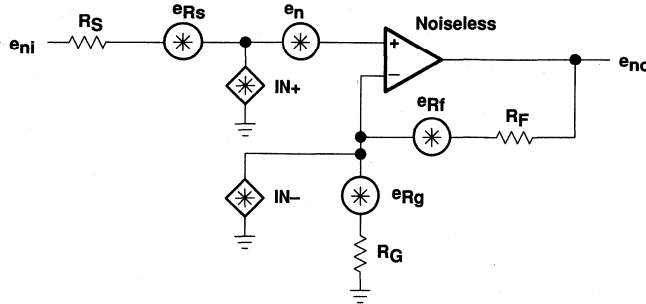 Noiseless
RS
eRs
en
eni
+
−
eno
IN+
eRf
RF
IN−
eRg
RG